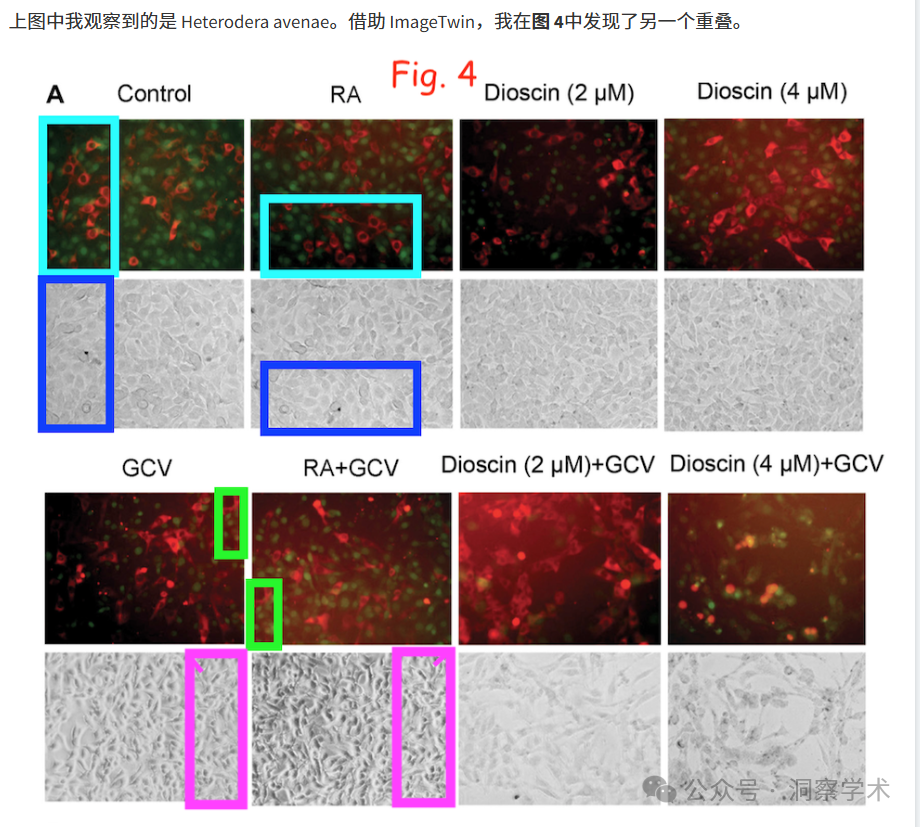 上图中我观察到的是 Heterodera avenae。借助 ImageTwin，我在图 4中发现了另一个重叠。
Fig. 4
A Control RA Dioscin (2 µM) Dioscin (4 µM)
GCV RA+GCV Dioscin (2 µM)+GCV Dioscin (4 µM)+GCV
公众号 · 洞察学术